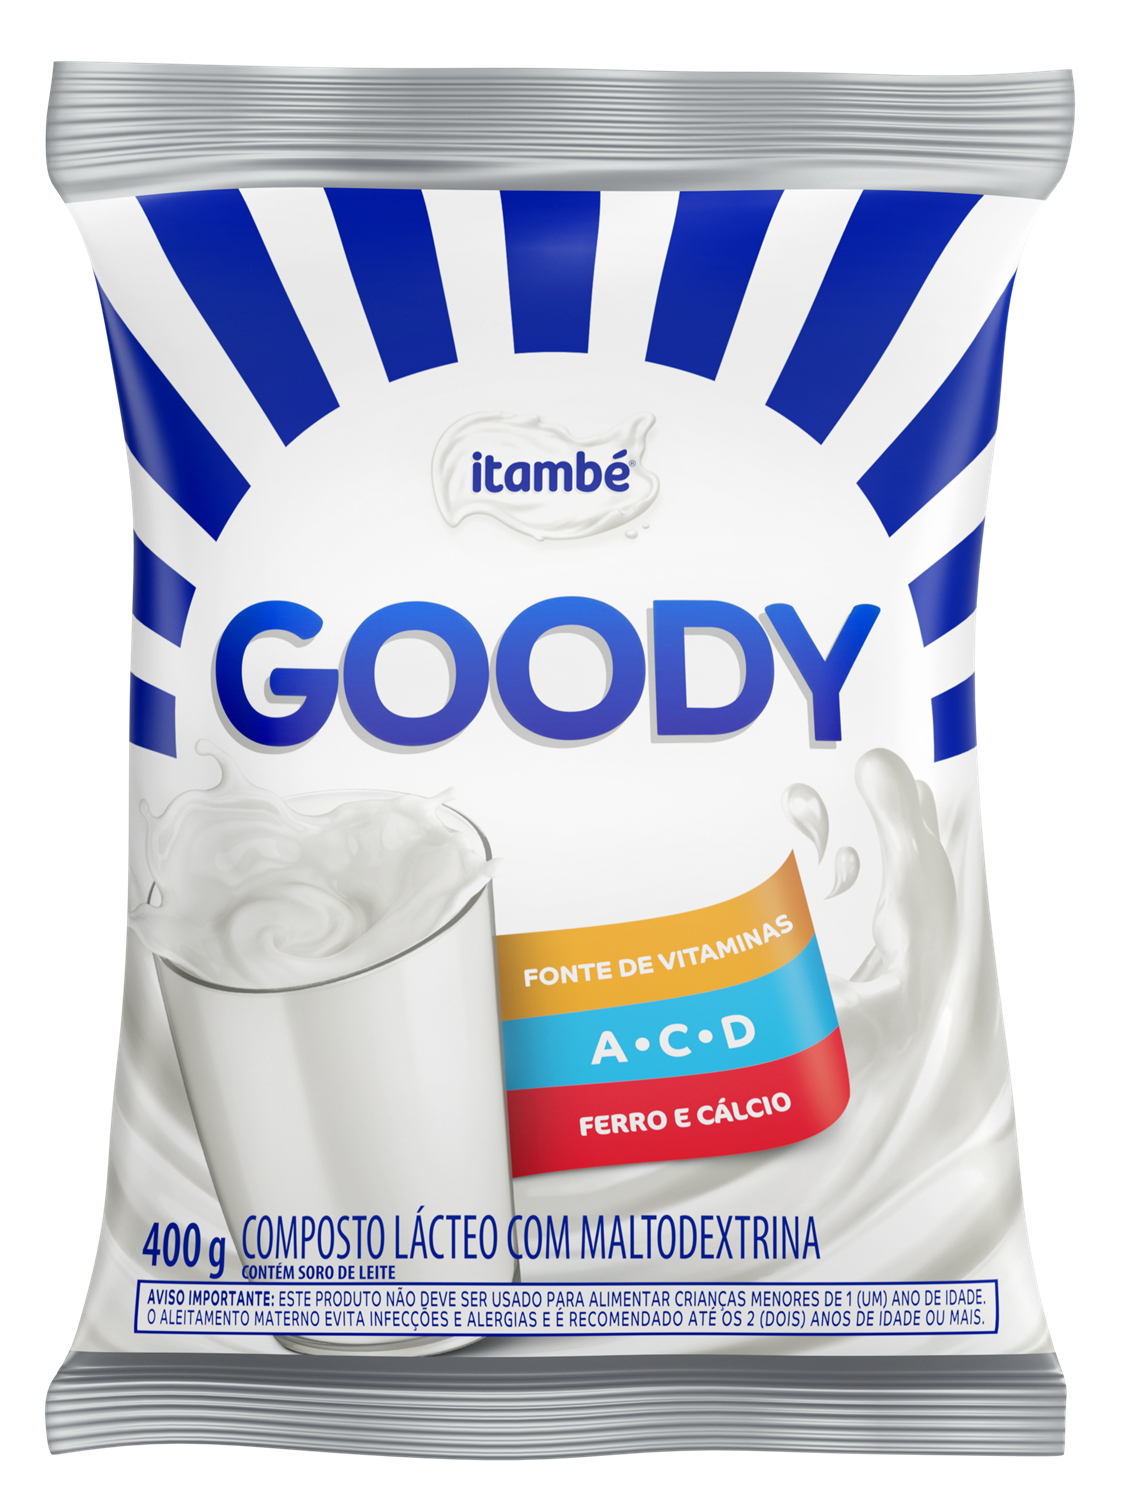 itambé®
GOODY
FONTE DE VITAMINAS
A•C•D
FERRO E CÁLCIO
400 g COMPOSTO LÁCTEO COM MALTODEXTRINA
CONTÉM SORO DE LEITE
AVISO IMPORTANTE: ESTE PRODUTO NÃO DEVE SER USADO PARA ALIMENTAR CRIANÇAS MENORES DE 1 (UM) ANO DE IDADE.
O ALEITAMENTO MATERNO EVITA INFECÇÕES E ALERGIAS E É RECOMENDADO ATÉ OS 2 (DOIS) ANOS DE IDADE OU MAIS.